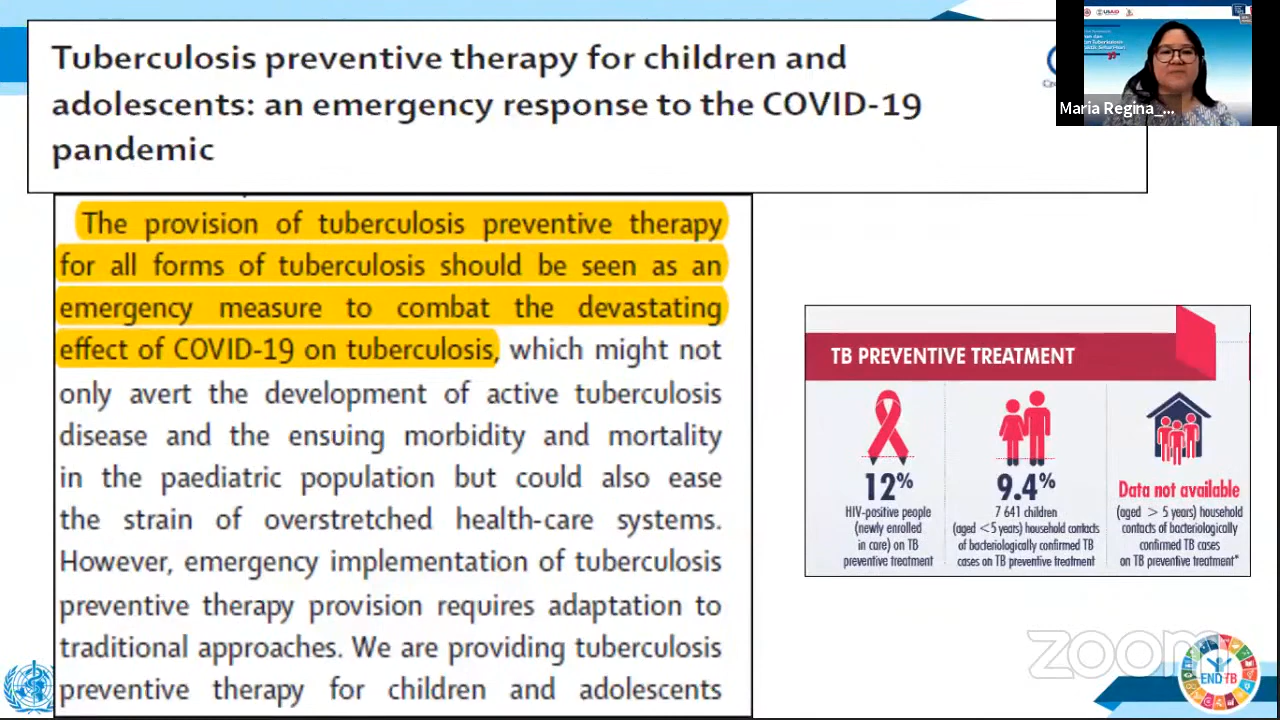 Tuberculosis preventive therapy for children and
adolescents: an emergency response to the COVID-19
pandemic
USAID
Maria Regina_...
The provision of tuberculosis preventive therapy
for all forms of tuberculosis should be seen as an
emergency measure to combat the devastating
effect of COVID-19 on tuberculosis, which might not
only avert the development of active tuberculosis
disease and the ensuing morbidity and mortality
in the paediatric population but could also ease
the strain of overstretched health-care systems.
However, emergency implementation of tuberculosis
preventive therapy provision requires adaptation to
traditional approaches. We are providing tuberculosis
preventive therapy for children and adolescents
TB PREVENTIVE TREATMENT
12%
HIV-positive people
(newly enrolled
in care) on TB
preventive treatment
9.4%
7 641 children
(aged <5 years) household contacts
of bacteriologically confirmed TB
cases on TB preventive treatment
Data not available
(aged > 5 years) household
contacts of bacteriologically
confirmed TB cases
on TB preventive treatment*
zoom
END TB